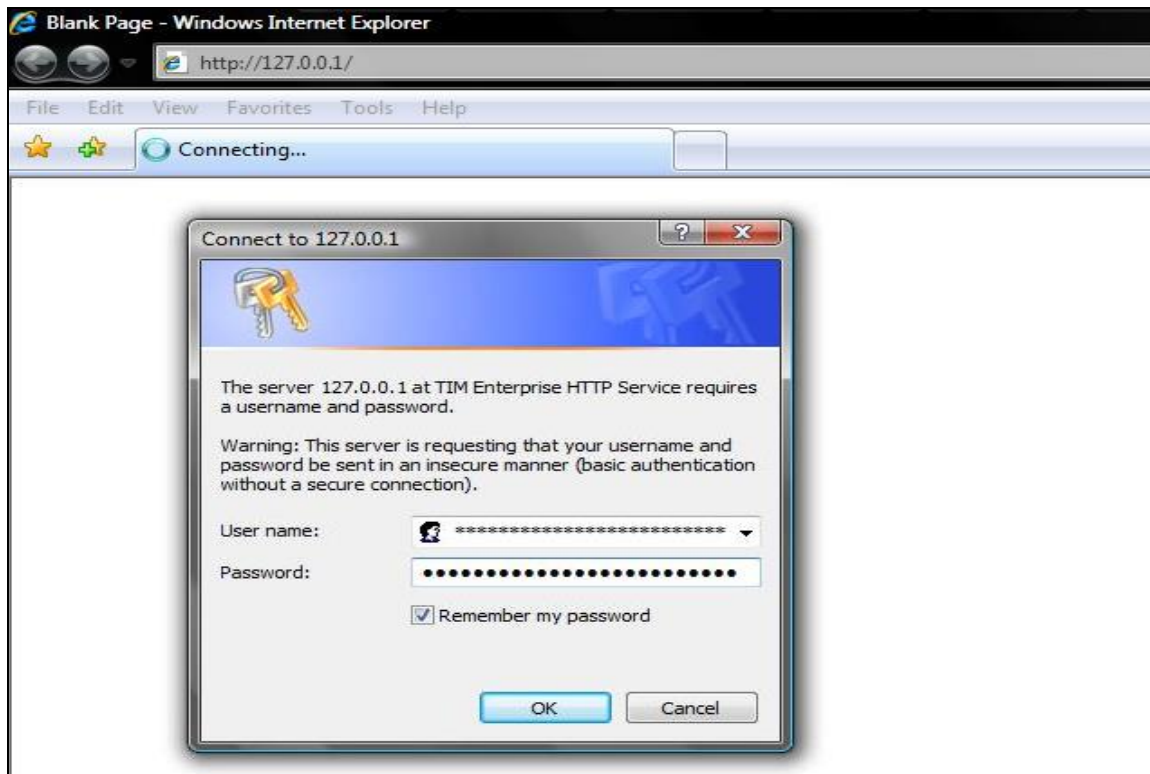 Blank Page - Windows Internet Explorer
http://127.0.0.1/
File Edit View Favorites Tools Help
Connecting...
Connect to 127.0.0.1
?
X
The server 127.0.0.1 at TIM Enterprise HTTP Service requires
a username and password.
Warning: This server is requesting that your username and
password be sent in an insecure manner (basic authentication
without a secure connection).
User name: *************************
Password: •••••••••••••••••••••••••
Remember my password
OK Cancel